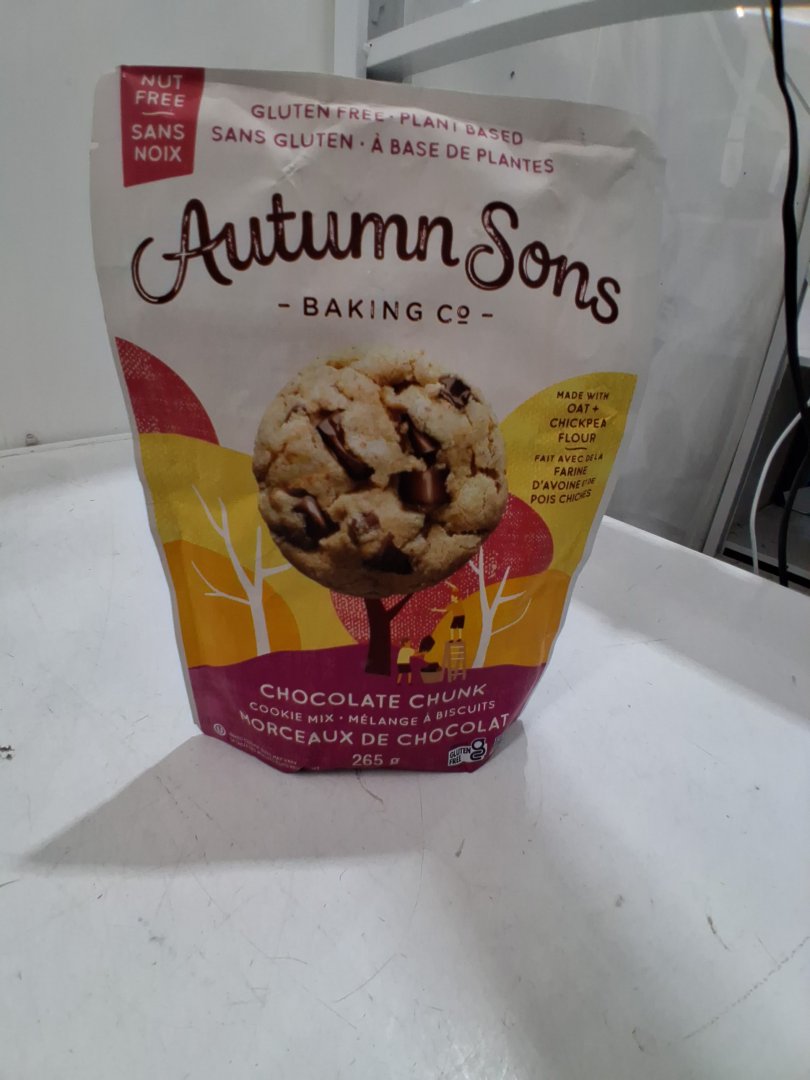 NUT
FREE
SANS
NOIX
GLUTEN FREE · PLANT BASED
SANS GLUTEN · À BASE DE PLANTES
Autumn Sons
- BAKING Cº -
MADE WITH
OAT +
CHICKPEA
FLOUR
FAIT AVEC DE LA
FARINE
D'AVOINE ET DE
POIS CHICHES
CHOCOLATE CHUNK
COOKIE MIX · MÉLANGE À BISCUITS
MORCEAUX DE CHOCOLAT
265 g
GLUTEN
FREE